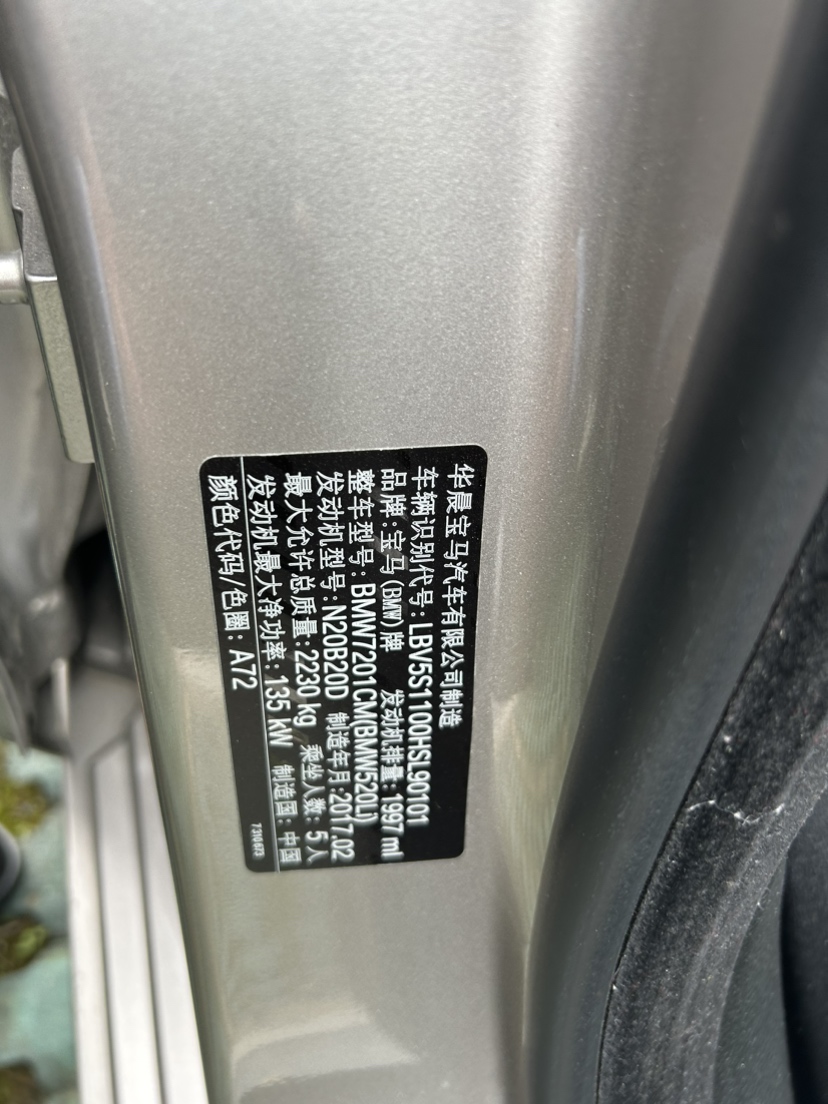 华晨宝马汽车有限公司制造
车辆识别代号: LBV5S1100HSL90101
品牌:宝马(BMW)牌 发动机排量: 1997 ml
整车型号: BMW7201CM(BMW520Li)
发动机型号: N20B20D 制造年月: 2017.02
最大允许总质量: 2230 kg 乘坐人数: 5人
发动机最大净功率: 135 kW 制造国: 中国
颜色代码/色圈: A72
7310673